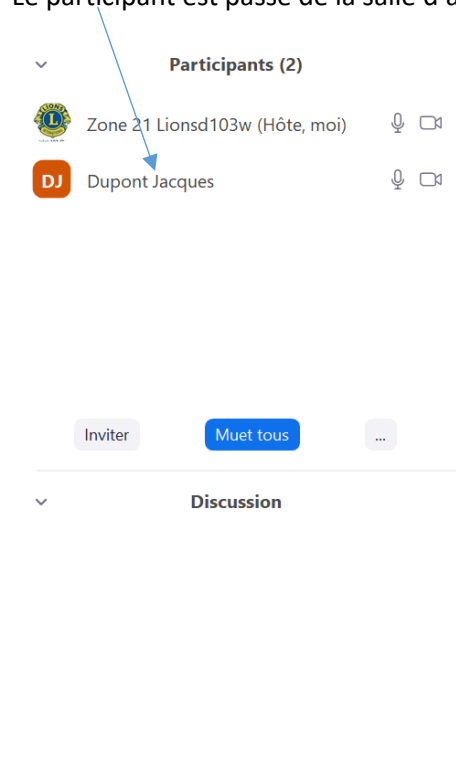 Le participant est passé de la salle d'a
Participants (2)
Zone 21 Lionsd103w (Hôte, moi)
DJ Dupont Jacques
Inviter Muet tous ...
Discussion